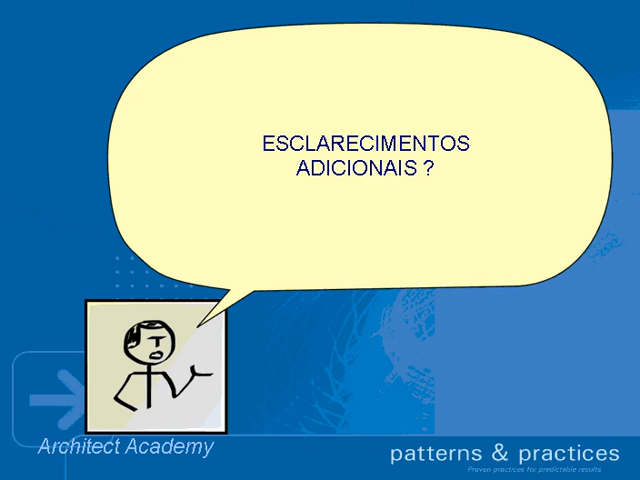 ESCLARECIMENTOS
ADICIONAIS ?
Architect Academy
patterns & practices
Proven practices for predictable results